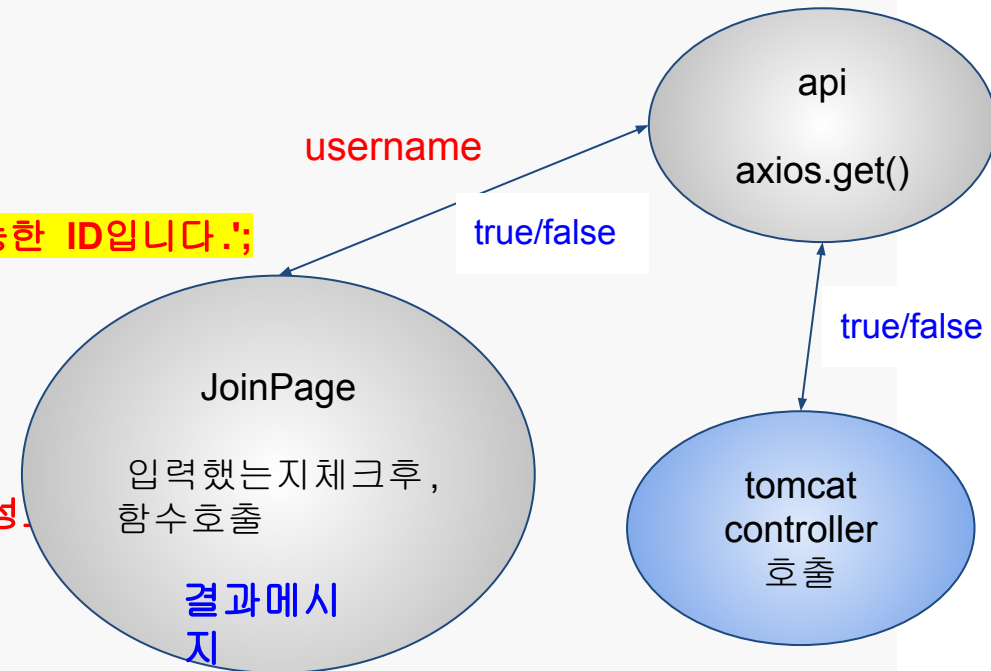 api
axios.get()
username
true/false
한 ID입니다.';
true/false
JoinPage
입력했는지체크후,
함수호출
결과메시
지
tomcat
controller
호출